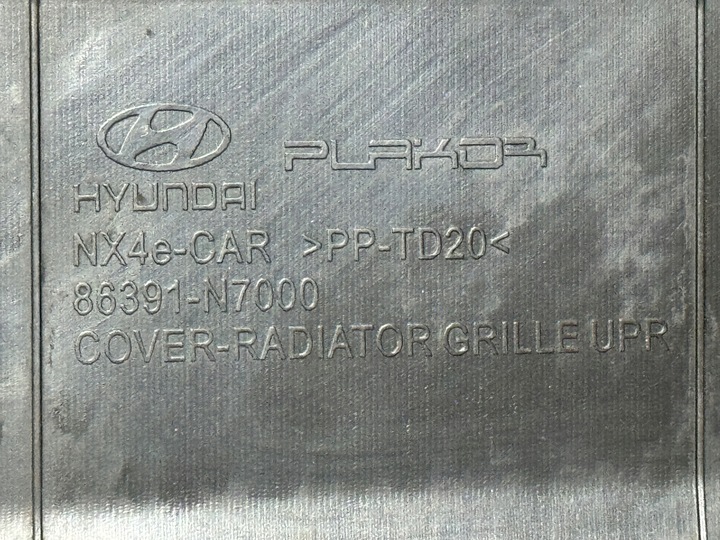 PLAKOR
HYUNDAI
NX4e-CAR >PP-TD20<
86391-N7000
COVER-RADIATOR GRILLE UPR